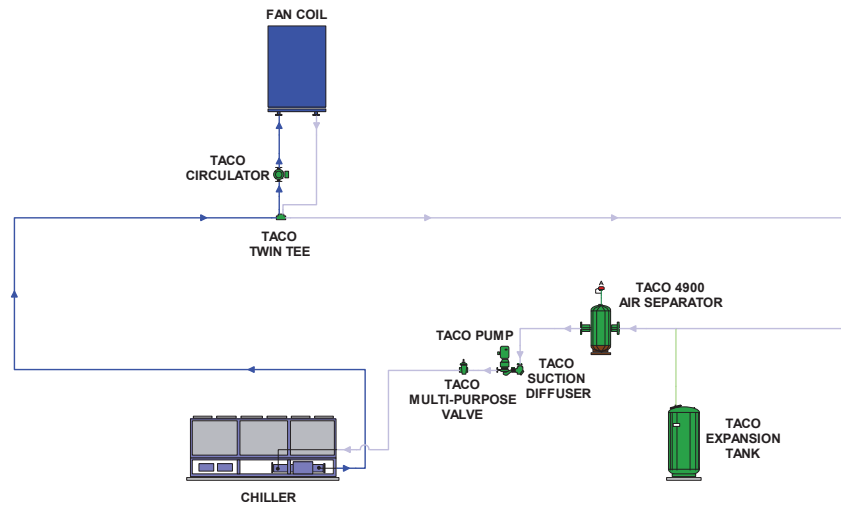 FAN COIL
TACO
CIRCULATOR
TACO
TWIN TEE
TACO 4900
AIR SEPARATOR
TACO PUMP
TACO
SUCTION
DIFFUSER
TACO
MULTI-PURPOSE
VALVE
TACO
EXPANSION
TANK
CHILLER